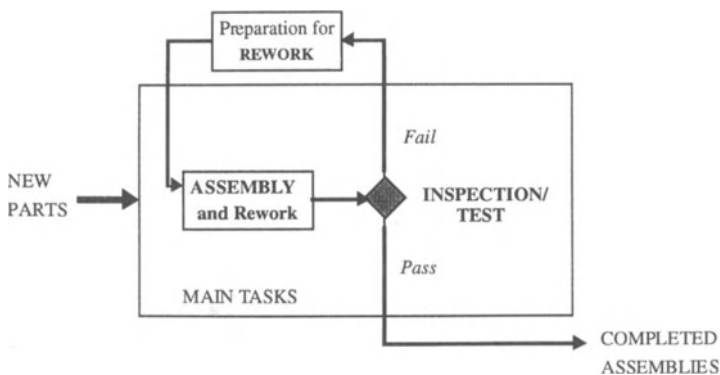 Preparation for
REWORK
Fail
NEW
PARTS
ASSEMBLY
and Rework
INSPECTION/
TEST
Pass
MAIN TASKS
COMPLETED
ASSEMBLIES